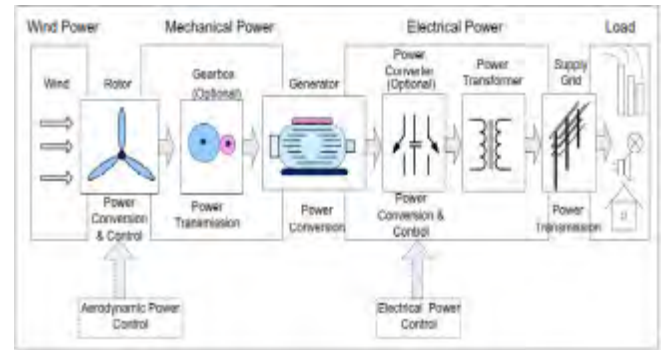 Wind Power
Mechanical Power
Electrical Power
Load
Wind
Rotor
Gearbox
(Optional)
Generator
Power
Converter
(Optional)
Power
Transformer
Supply
Grid
Power
Conversion
& Control
Power
Transmission
Power
Conversion
Power
Conversion &
Control
Power
Transmission
Aerodynamic Power
Control
Electrical Power
Control